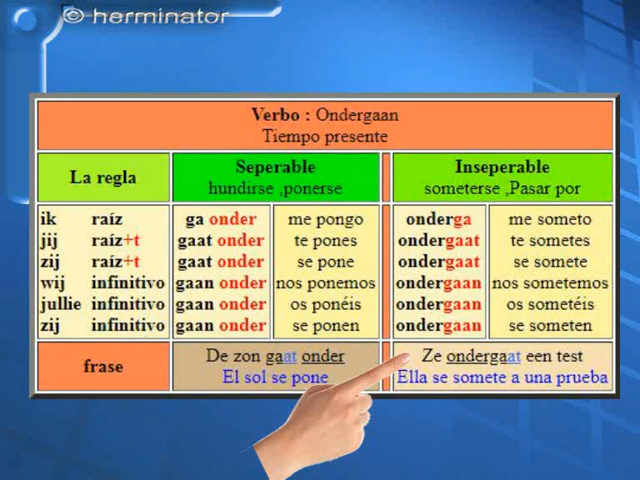 © herminator
Verbo : Ondergaan
Tiempo presente
La regla
Seperable
hundirse ,ponerse
Inseperable
someterse ,Pasar por
ik raíz ga onder me pongo onderga me someto
jij raíz+t gaat onder te pones ondergaat te sometes
zij raíz+t gaat onder se pone ondergaat se somete
wij infinitivo gaan onder nos ponemos ondergaan nos sometemos
jullie infinitivo gaan onder os ponéis ondergaan os sometéis
zij infinitivo gaan onder se ponen ondergaan se someten
frase
De zon gaat onder
El sol se pone
Ze ondergaat een test
Ella se somete a una prueba